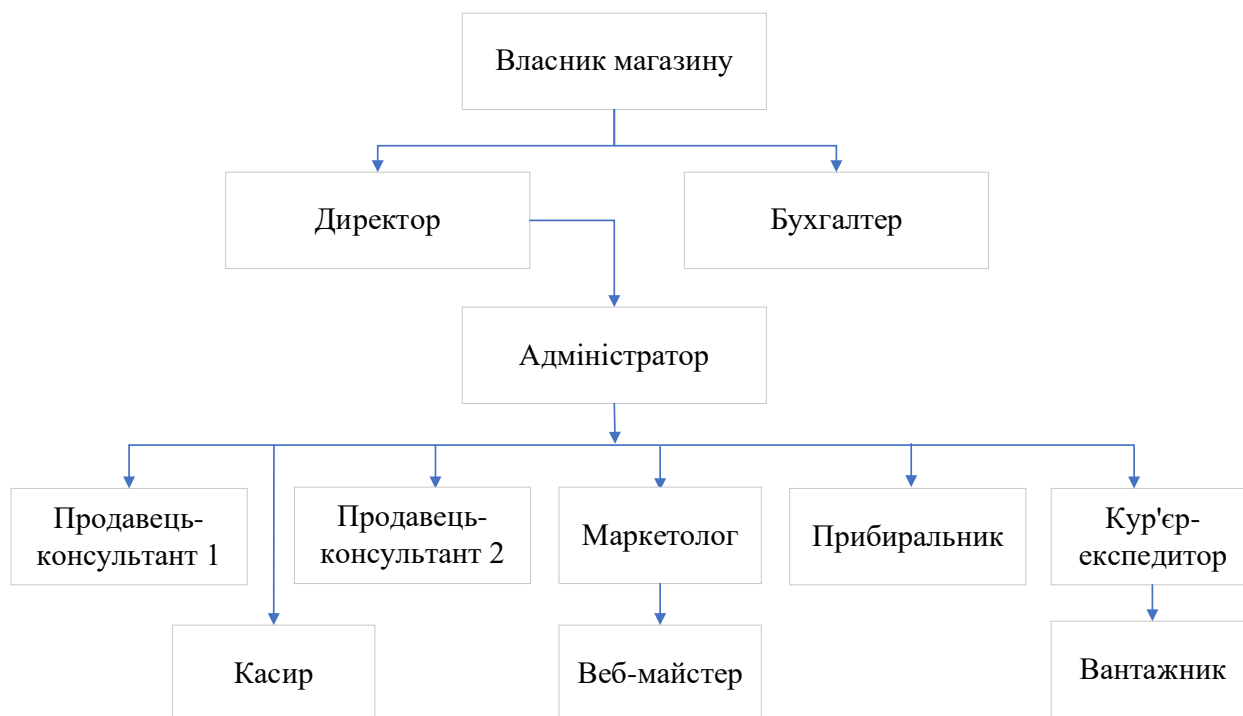 Власник магазину
Директор
Бухгалтер
Адміністратор
Продавець-
консультант 1
Продавець-
консультант 2
Маркетолог
Прибиральник
Кур'єр-
експедитор
Касир
Веб-майстер
Вантажник